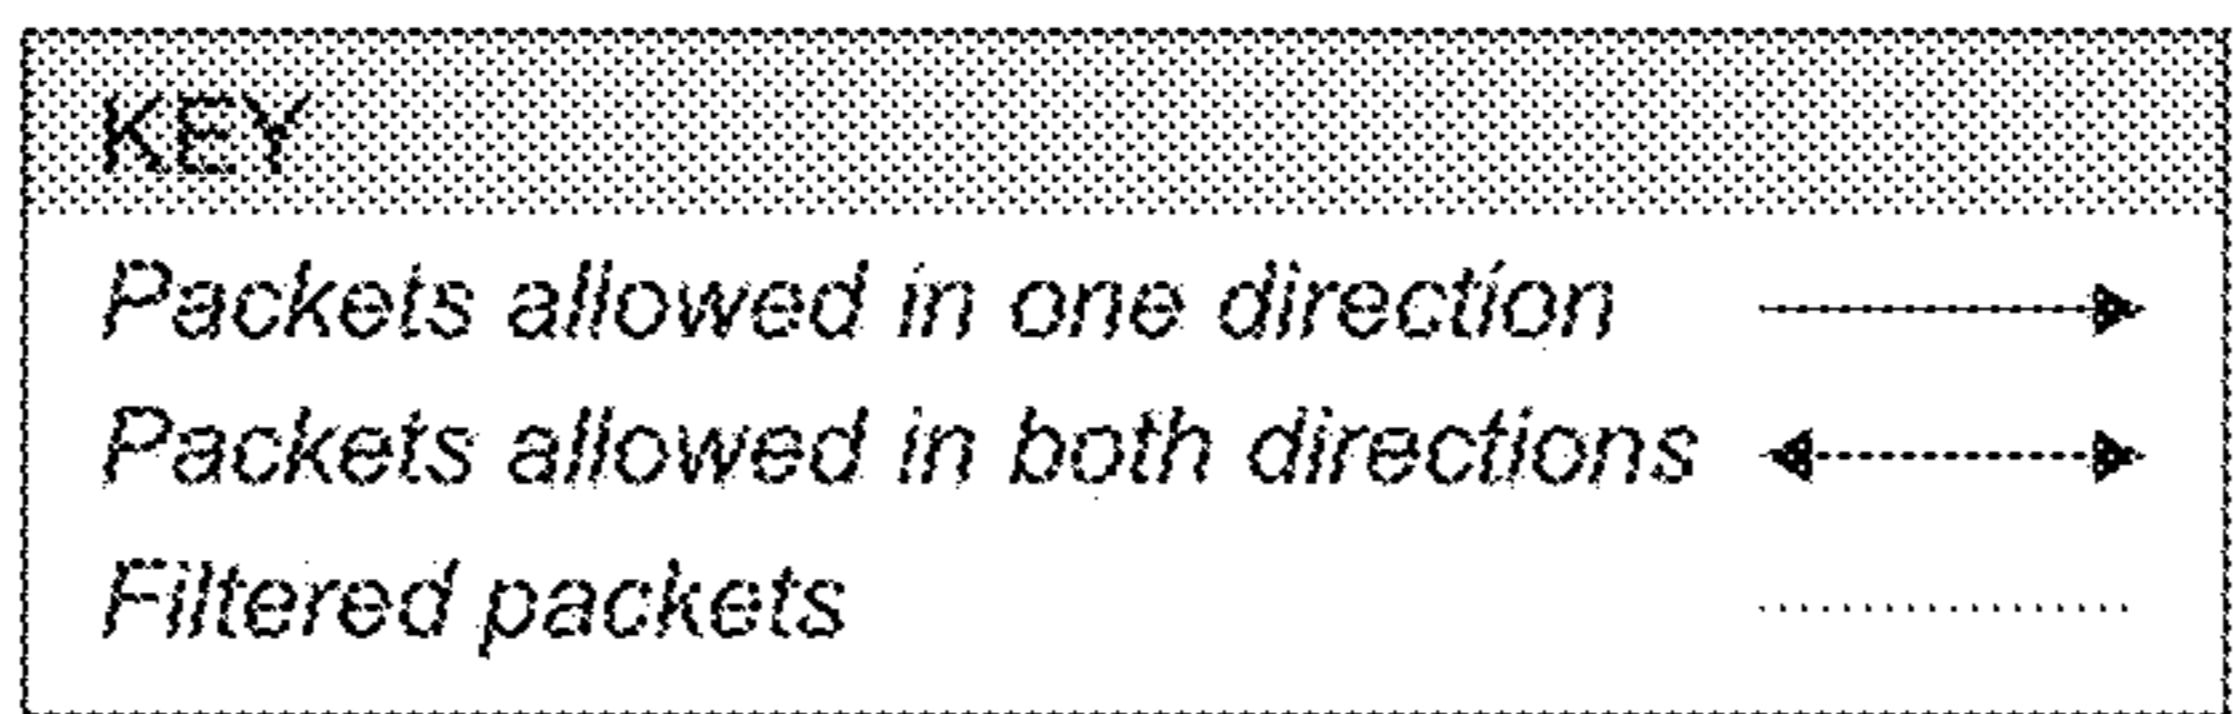 KEY
Packets allowed in one direction
Packets allowed in both directions
Filtered packets